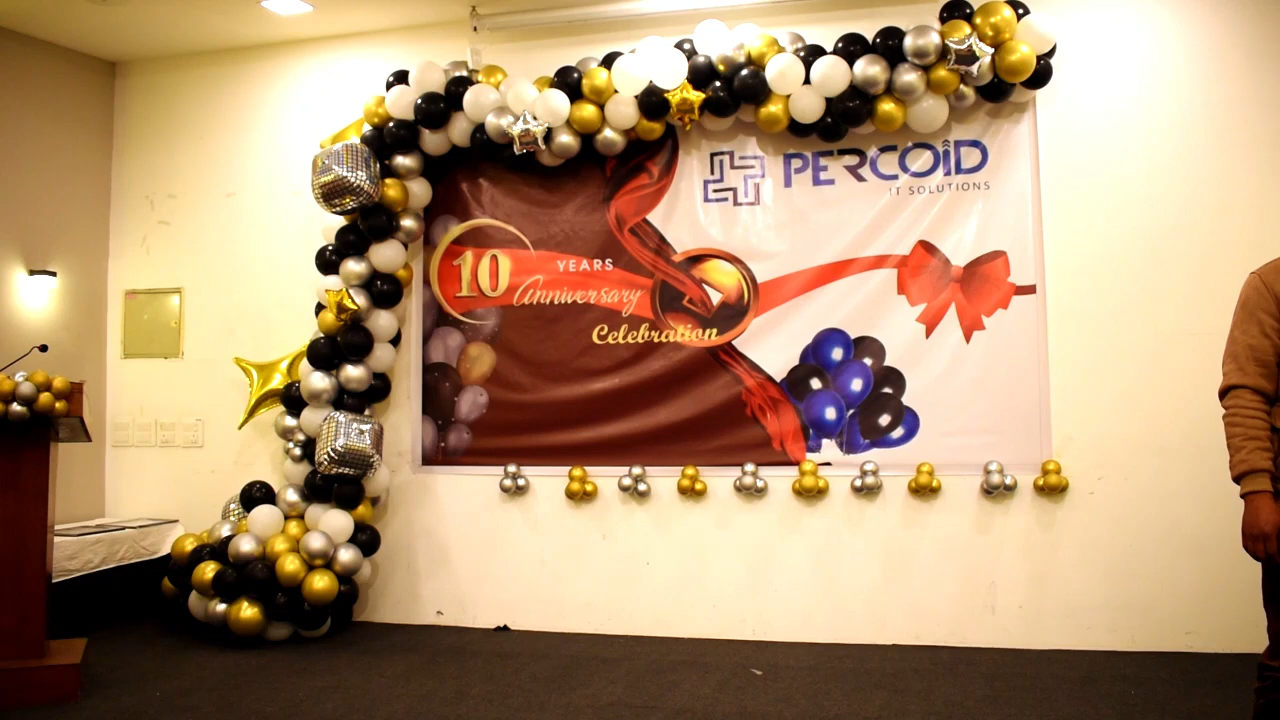 PERCOID
IT SOLUTIONS
10 YEARS
Anniversary
Celebration